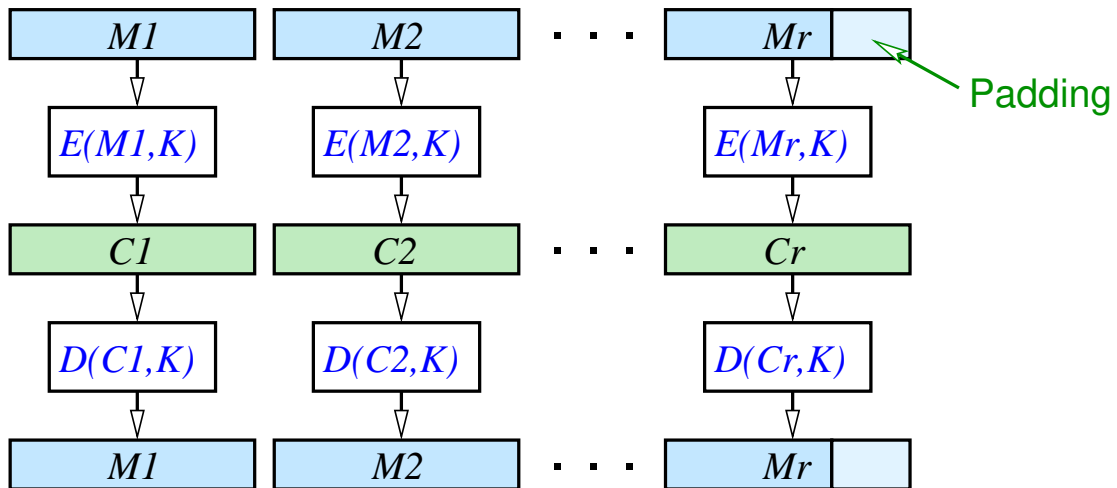 M1 M2 . . . Mr
Padding
E(M1,K) E(M2,K) E(Mr,K)
C1 C2 . . . Cr
D(C1,K) D(C2,K) D(Cr,K)
M1 M2 . . . Mr